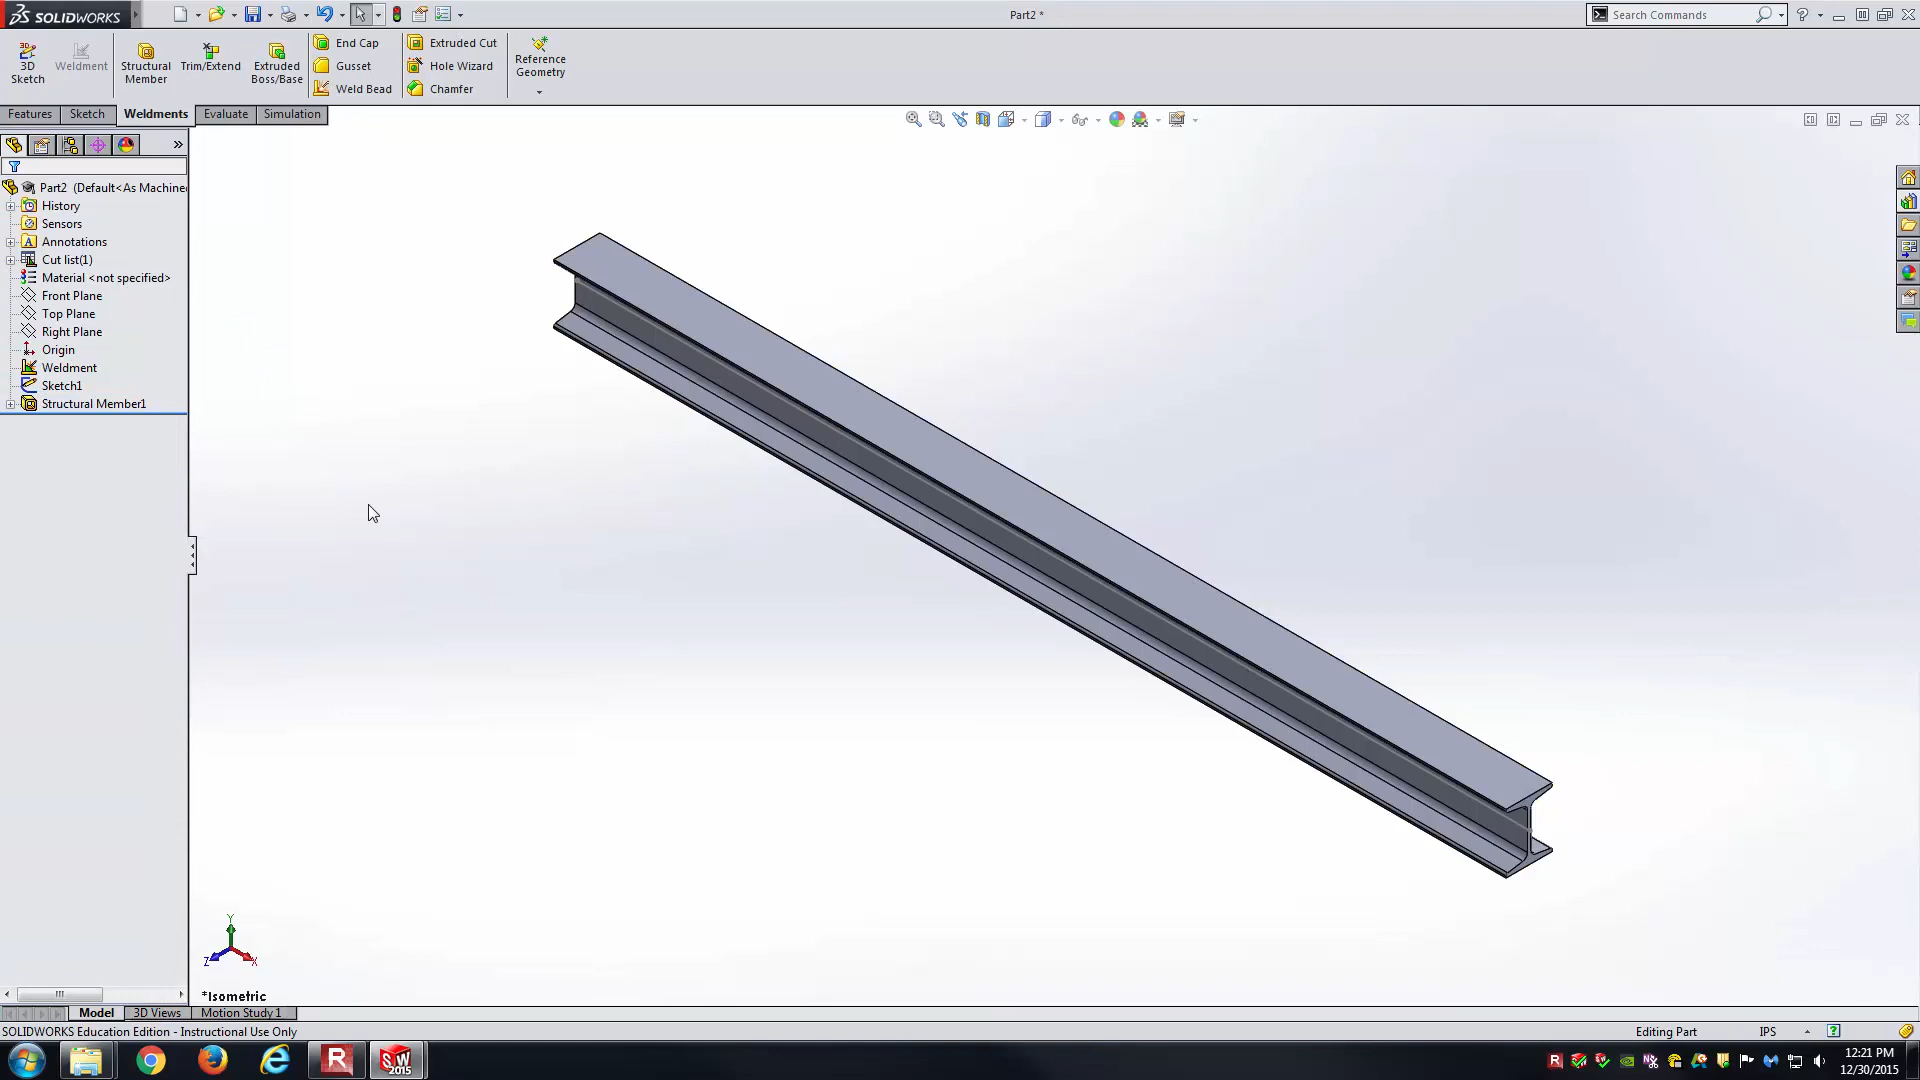 SOLIDWORKS
Part2 *
Search Commands
3D
Sketch
Weldment
Structural
Member
Trim/Extend
Extruded
Boss/Base
End Cap
Gusset
Weld Bead
Extruded Cut
Hole Wizard
Chamfer
Reference
Geometry
Features
Sketch
Weldments
Evaluate
Simulation
Part2 (Default<As Machine
History
Sensors
Annotations
Cut list(1)
Material <not specified>
Front Plane
Top Plane
Right Plane
Origin
Weldment
Sketch1
Structural Member1
Y
Z
X
*Isometric
Model
3D Views
Motion Study 1
SOLIDWORKS Education Edition - Instructional Use Only
Editing Part
IPS
R
SW
2015
12:21 PM
12/30/2015